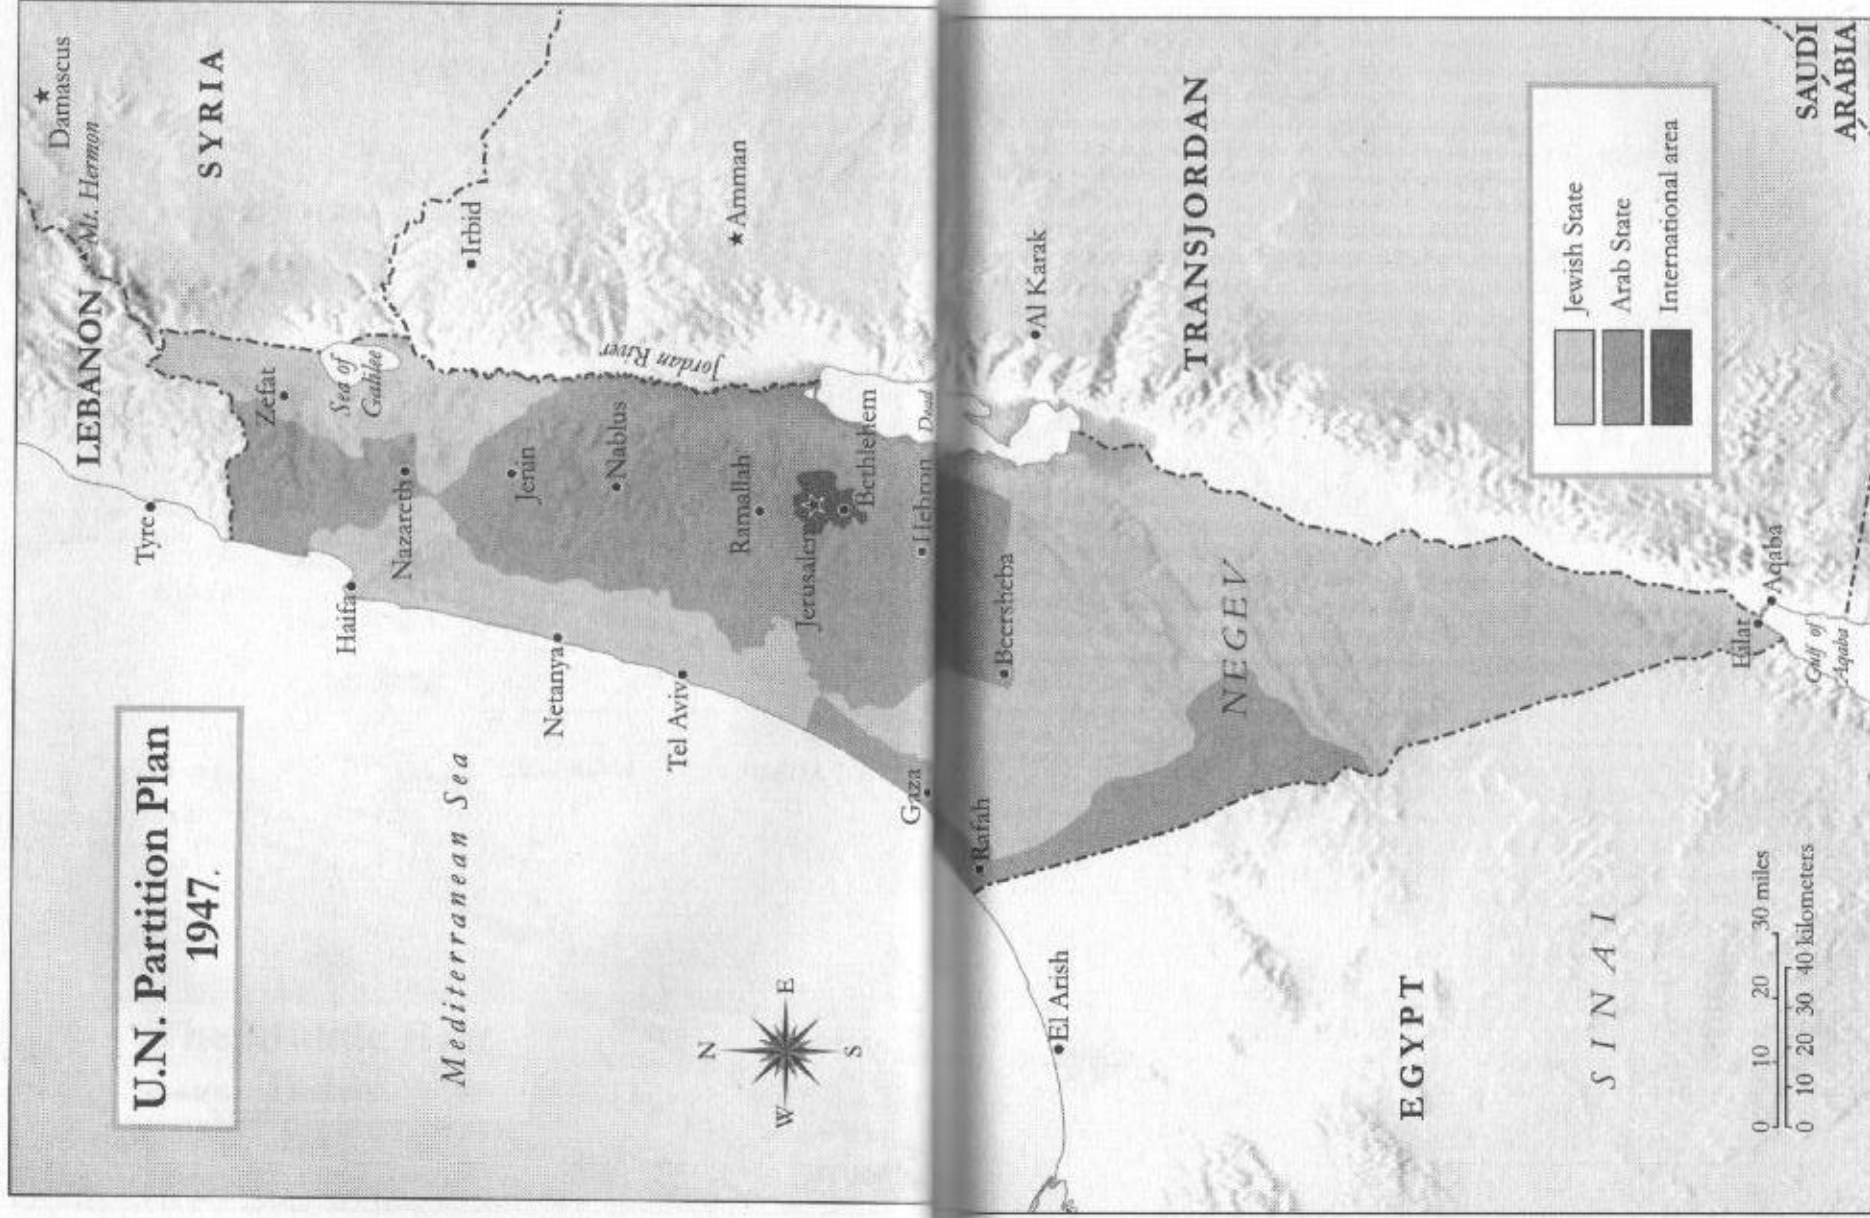 U.N. Partition Plan
1947.
Damascus
Mt. Hermon
LEBANON
SYRIA
Tyre
Zefat
Sea of
Galilee
Haifa
Nazareth
Irbid
Mediterranean Sea
Jenin
Netanya
Nablus
Jordan River
Tel Aviv
Ramallah
Amman
Jerusalem
Bethlehem
Gaza
Hebron
Dead
N
W
E
S
Rafah
Beersheba
Al Karak
El Arish
NEGEV
TRANSJORDAN
EGYPT
SINAI
Jewish State
Arab State
International area
Eilat
Aqaba
Gulf of
Aqaba
SAUDI
ARABIA
0 10 20 30 miles
0 10 20 30 40 kilometers